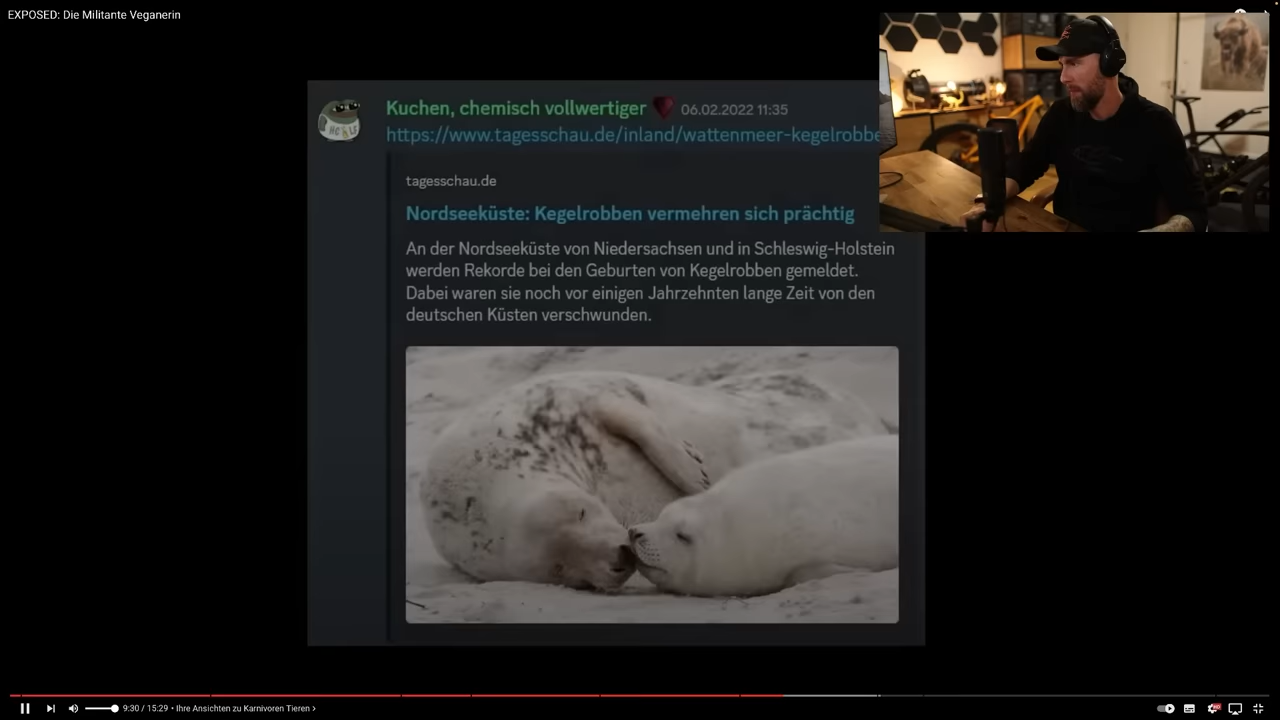 EXPOSED: Die Militante Veganerin
Kuchen, chemisch vollwertiger 06.02.2022 11:35
https://www.tagesschau.de/inland/wattenmeer-kegelrobbe
tagesschau.de
Nordseeküste: Kegelrobben vermehren sich prächtig
An der Nordseeküste von Niedersachsen und in Schleswig-Holstein
werden Rekorde bei den Geburten von Kegelrobben gemeldet.
Dabei waren sie noch vor einigen Jahrzehnten lange Zeit von den
deutschen Küsten verschwunden.
9:30 / 15:29 • Ihre Ansichten zu Karnivoren Tieren ›